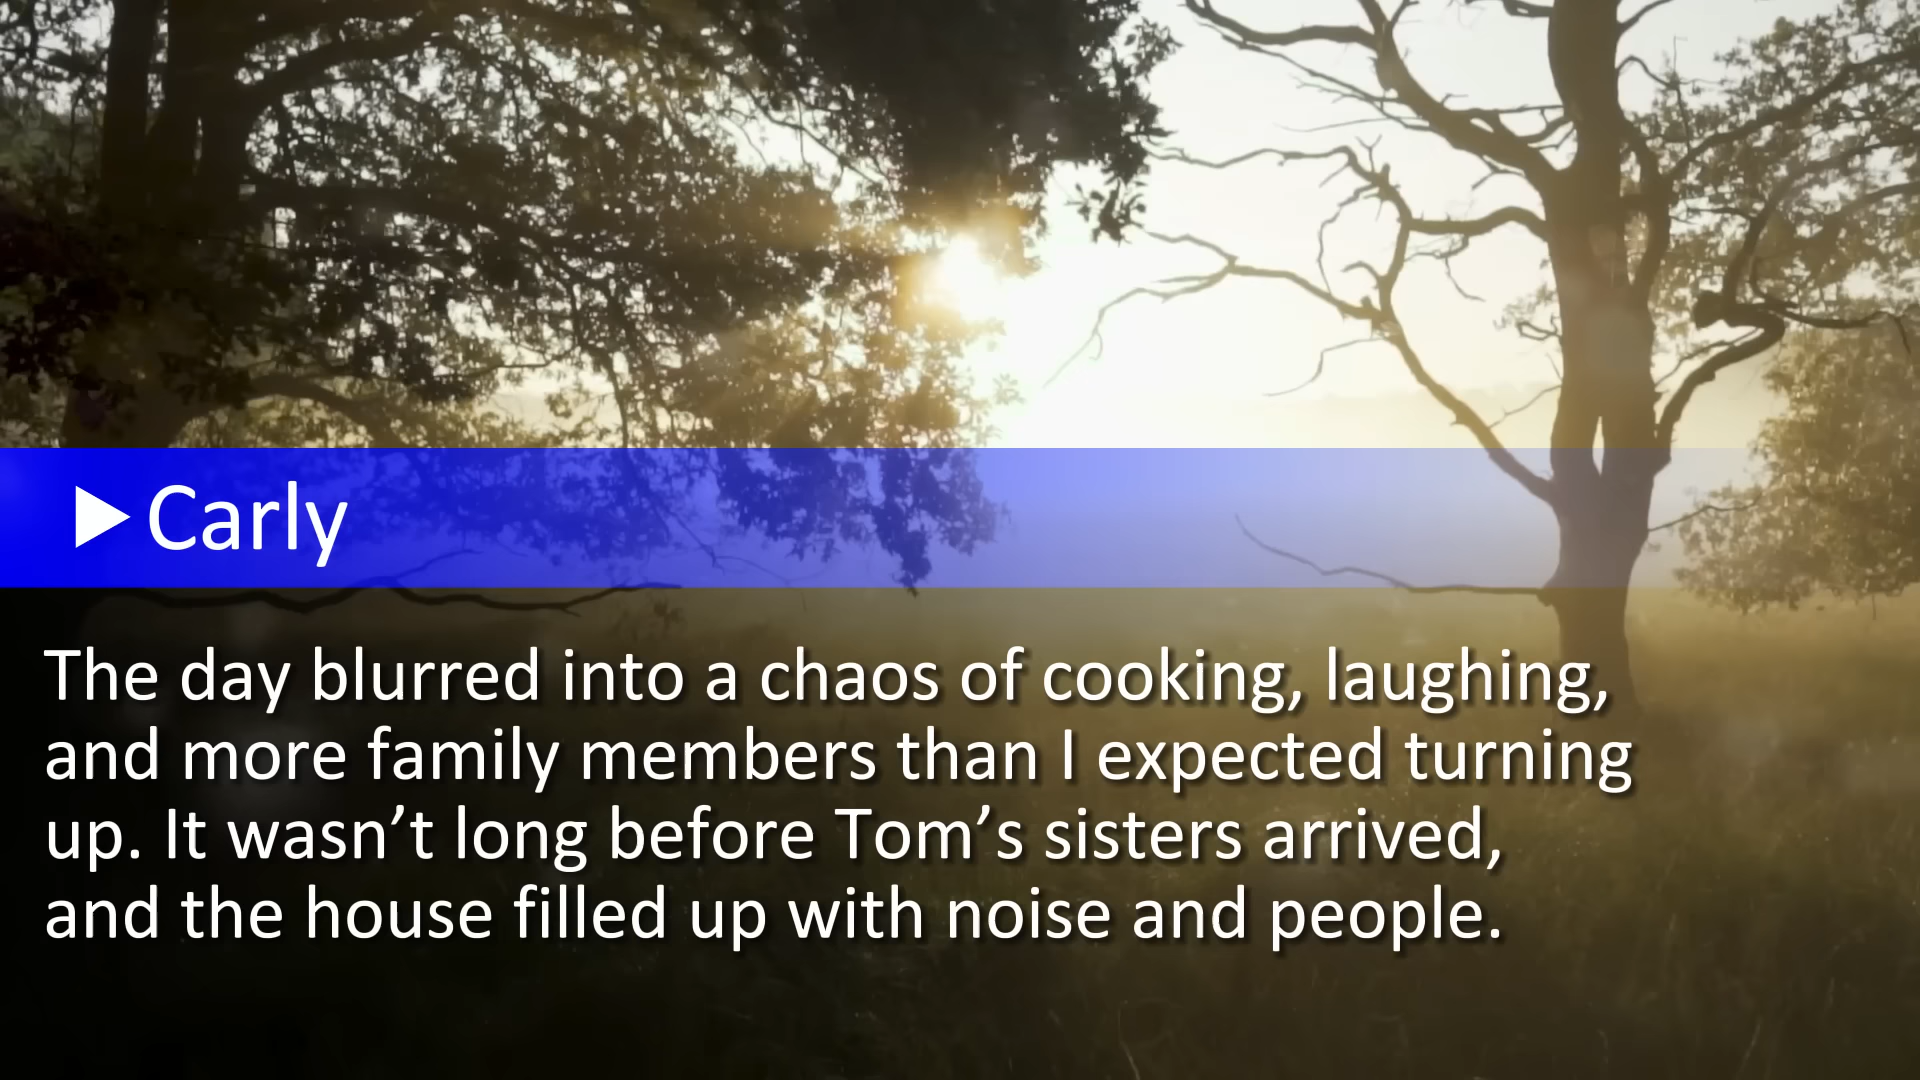 Carly
The day blurred into a chaos of cooking, laughing,
and more family members than I expected turning
up. It wasn’t long before Tom’s sisters arrived,
and the house filled up with noise and people.